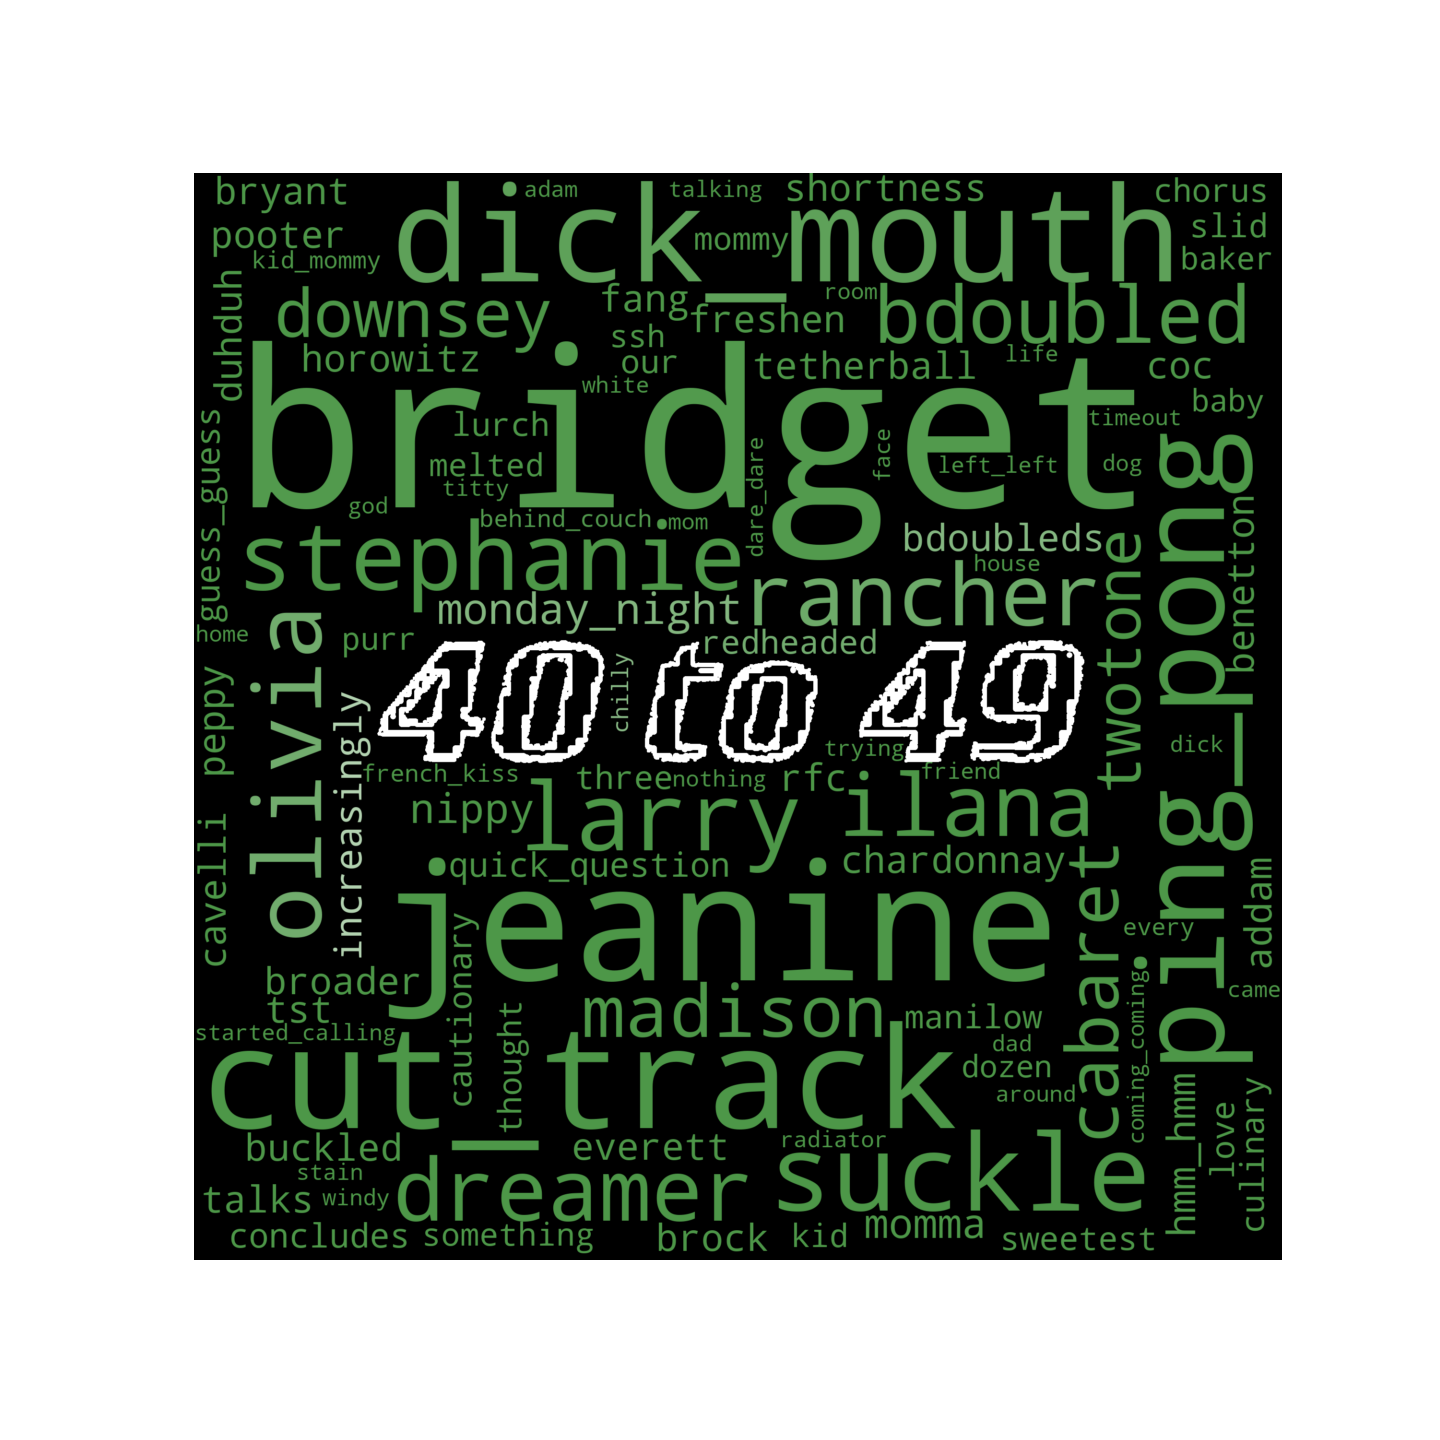 bryant
adam
talking
shortness
chorus
dick_mouth
pooter
mommy
slid
kid_mommy
baker
duhduh
downsey
fang
room
bdoubled
freshen
ssh
horowitz
our
tetherball
life
coc
bridget
white
baby
guess_guess
lurch
timeout
melted
dare_dare
face
left_left
dog
titty
god
behind_couch
mom
ping_pong
benetton
stephanie
bdoubleds
twotone
house
rancher
monday_night
home
olivia
purr
redheaded
40 to 49
chilly
peppy
increasingly
trying
dick
french_kiss
three
nothing
rfc
friend
nippy
larry
ilana
cavelli
quick_question
chardonnay
cabaret
addam
jeanine
cautionary
every
broader
tst
madison
coming_coming
came
started_calling
thought
manilow
cut_track
dad
dozen
around
hmm_hmm
love
culinary
buckled
everett
radiator
suckle
stain
talks
windy
dreamer
concludes
something
brock
kid
momma
sweetest